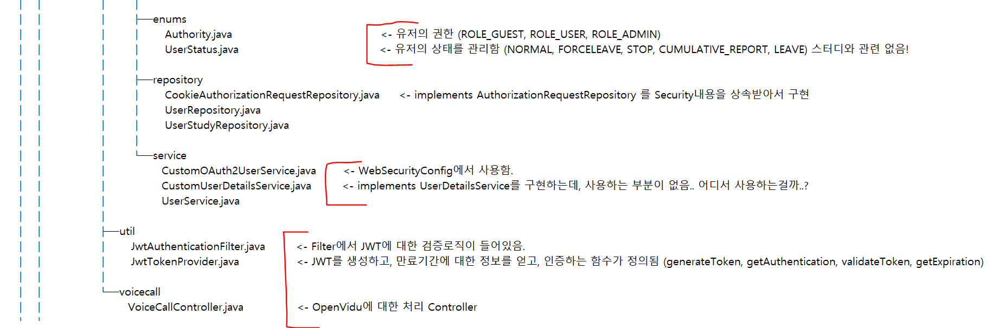 enums
Authority.java <- 유저의 권한 (ROLE_GUEST, ROLE_USER, ROLE_ADMIN)
UserStatus.java <- 유저의 상태를 관리함 (NORMAL, FORCELEAVE, STOP, CUMULATIVE_REPORT, LEAVE) 스터디와 관련 없음!
repository
CookieAuthorizationRequestRepository.java <- implements AuthorizationRequestRepository 를 Security내용을 상속받아서 구현
UserRepository.java
UserStudyRepository.java
service
CustomOAuth2UserService.java <- WebSecurityConfig에서 사용함.
CustomUserDetailsService.java <- implements UserDetailsService를 구현하는데, 사용하는 부분이 없음.. 어디서 사용하는걸까..?
UserService.java
util
JwtAuthenticationFilter.java <- Filter에서 JWT에 대한 검증로직이 들어있음.
JwtTokenProvider.java <- JWT를 생성하고, 만료기간에 대한 정보를 얻고, 인증하는 함수가 정의됨 (generateToken, getAuthentication, validateToken, getExpiration)
voicecall
VoiceCallController.java <- OpenVidu에 대한 처리 Controller